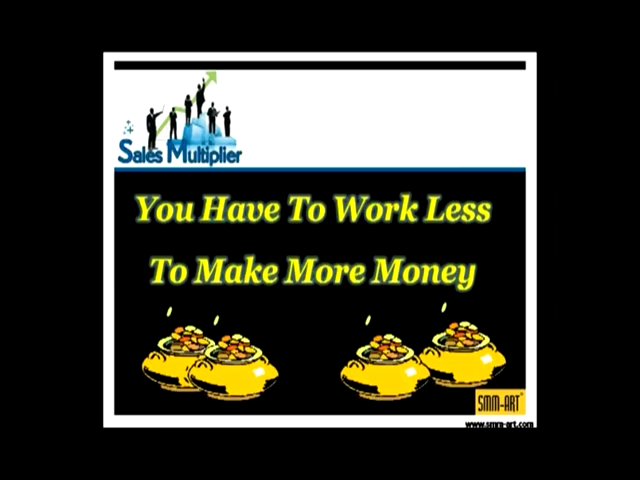 Sales Multiplier
You Have To Work Less
To Make More Money
SMM-ART
www.smm-art.com